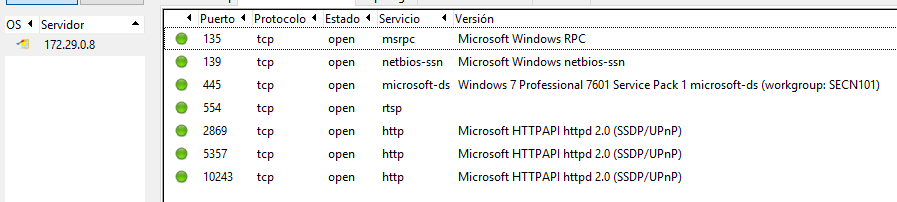 OS Servidor
172.29.0.8
Puerto Protocolo Estado Servicio Versión
135 tcp open msrpc Microsoft Windows RPC
139 tcp open netbios-ssn Microsoft Windows netbios-ssn
445 tcp open microsoft-ds Windows 7 Professional 7601 Service Pack 1 microsoft-ds (workgroup: SECN101)
554 tcp open rtsp
2869 tcp open http Microsoft HTTPAPI httpd 2.0 (SSDP/UPnP)
5357 tcp open http Microsoft HTTPAPI httpd 2.0 (SSDP/UPnP)
10243 tcp open http Microsoft HTTPAPI httpd 2.0 (SSDP/UPnP)